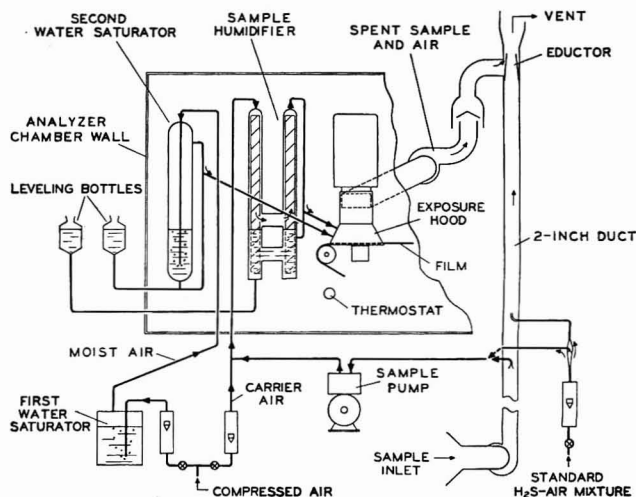 SECOND
WATER SATURATOR
SAMPLE
HUMIDIFIER
SPENT SAMPLE
AND AIR
VENT
EDUCTOR
ANALYZER
CHAMBER WALL
LEVELING BOTTLES
EXPOSURE
HOOD
FILM
2-INCH DUCT
THERMOSTAT
MOIST AIR
FIRST
WATER
SATURATOR
CARRIER
AIR
SAMPLE
PUMP
SAMPLE
INLET
COMPRESSED AIR
STANDARD
H₂S-AIR MIXTURE